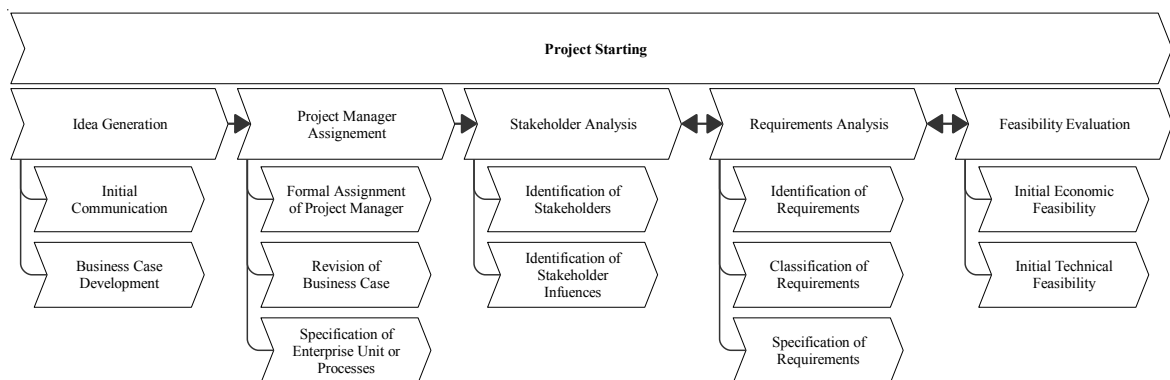 Project Starting
Idea Generation
Project Manager
Assignement
Stakeholder Analysis
Requirements Analysis
Feasibility Evaluation
Initial
Communication
Business Case
Development
Formal Assignment
of Project Manager
Revision of
Business Case
Specification of
Enterprise Unit or
Processes
Identification of
Stakeholders
Identification of
Stakeholder
Infuences
Identification of
Requirements
Classification of
Requirements
Specification of
Requirements
Initial Economic
Feasibility
Initial Technical
Feasibility